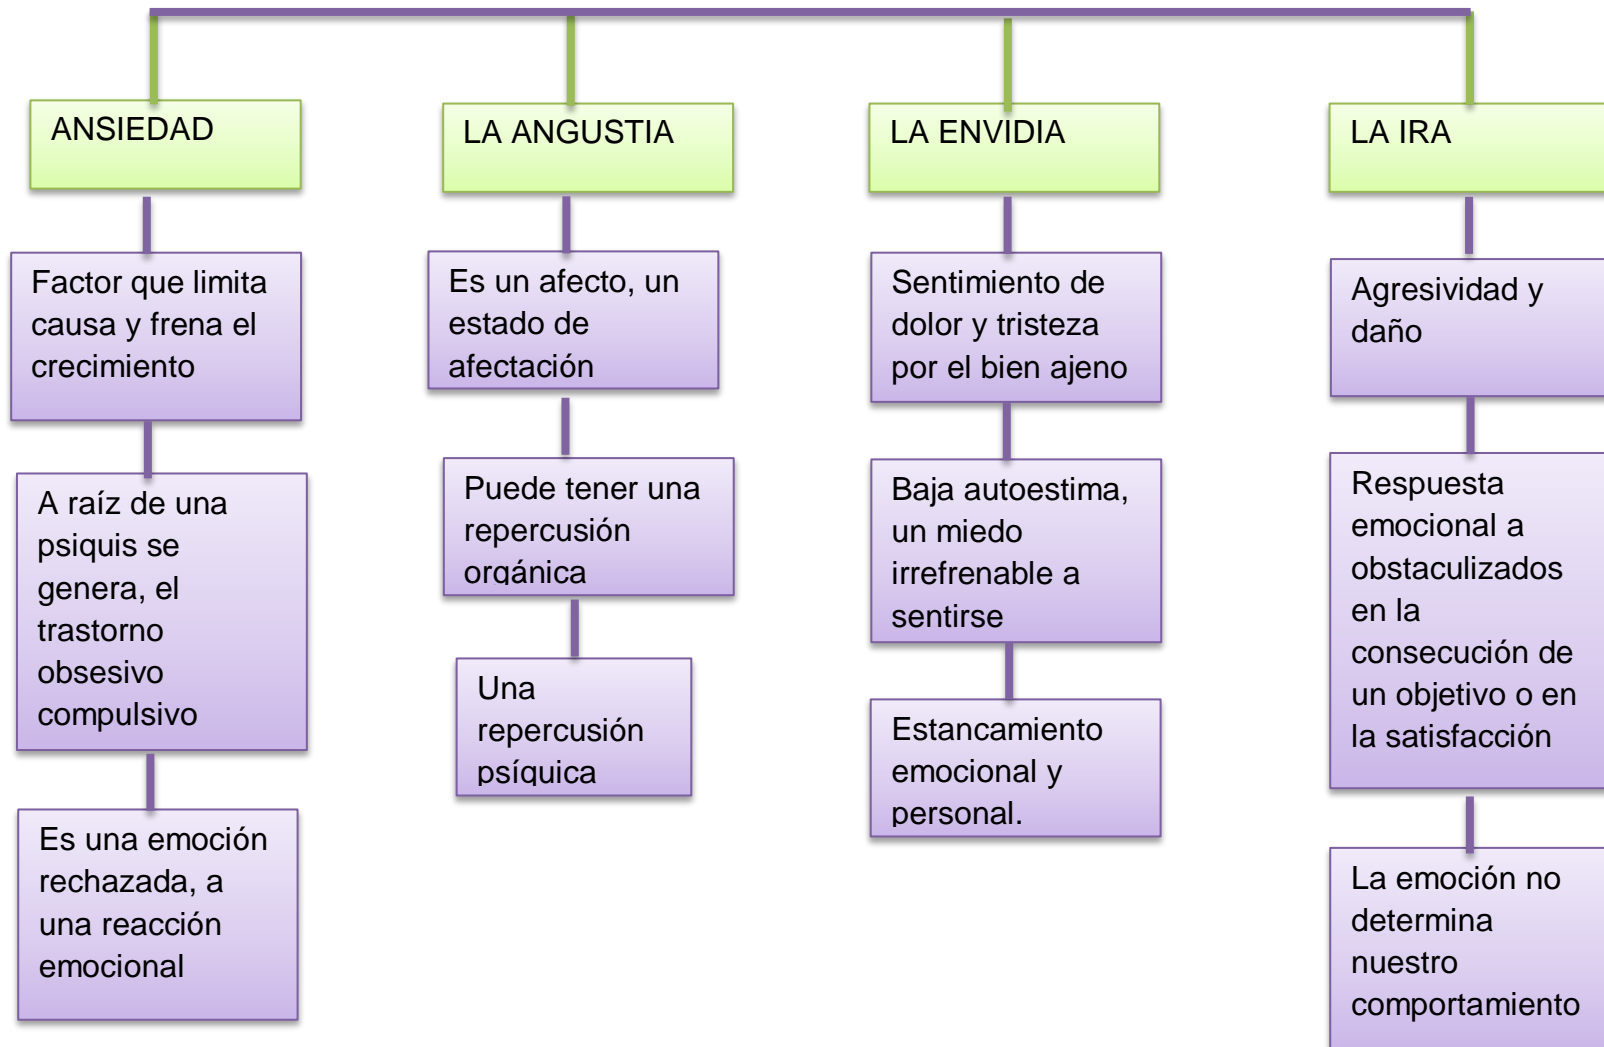 ANSIEDAD
Factor que limita
causa y frena el
crecimiento
A raíz de una
psiquis se
genera, el
trastorno
obsesivo
compulsivo
Es una emoción
rechazada, a
una reacción
emocional
LA ANGUSTIA
Es un afecto, un
estado de
afectación
Puede tener una
repercusión
orgánica
Una
repercusión
psíquica
LA ENVIDIA
Sentimiento de
dolor y tristeza
por el bien ajeno
Baja autoestima,
un miedo
irrefrenable a
sentirse
Estancamiento
emocional y
personal.
LA IRA
Agresividad y
daño
Respuesta
emocional a
obstaculizados
en la
consecución de
un objetivo o en
la satisfacción
La emoción no
determina
nuestro
comportamiento